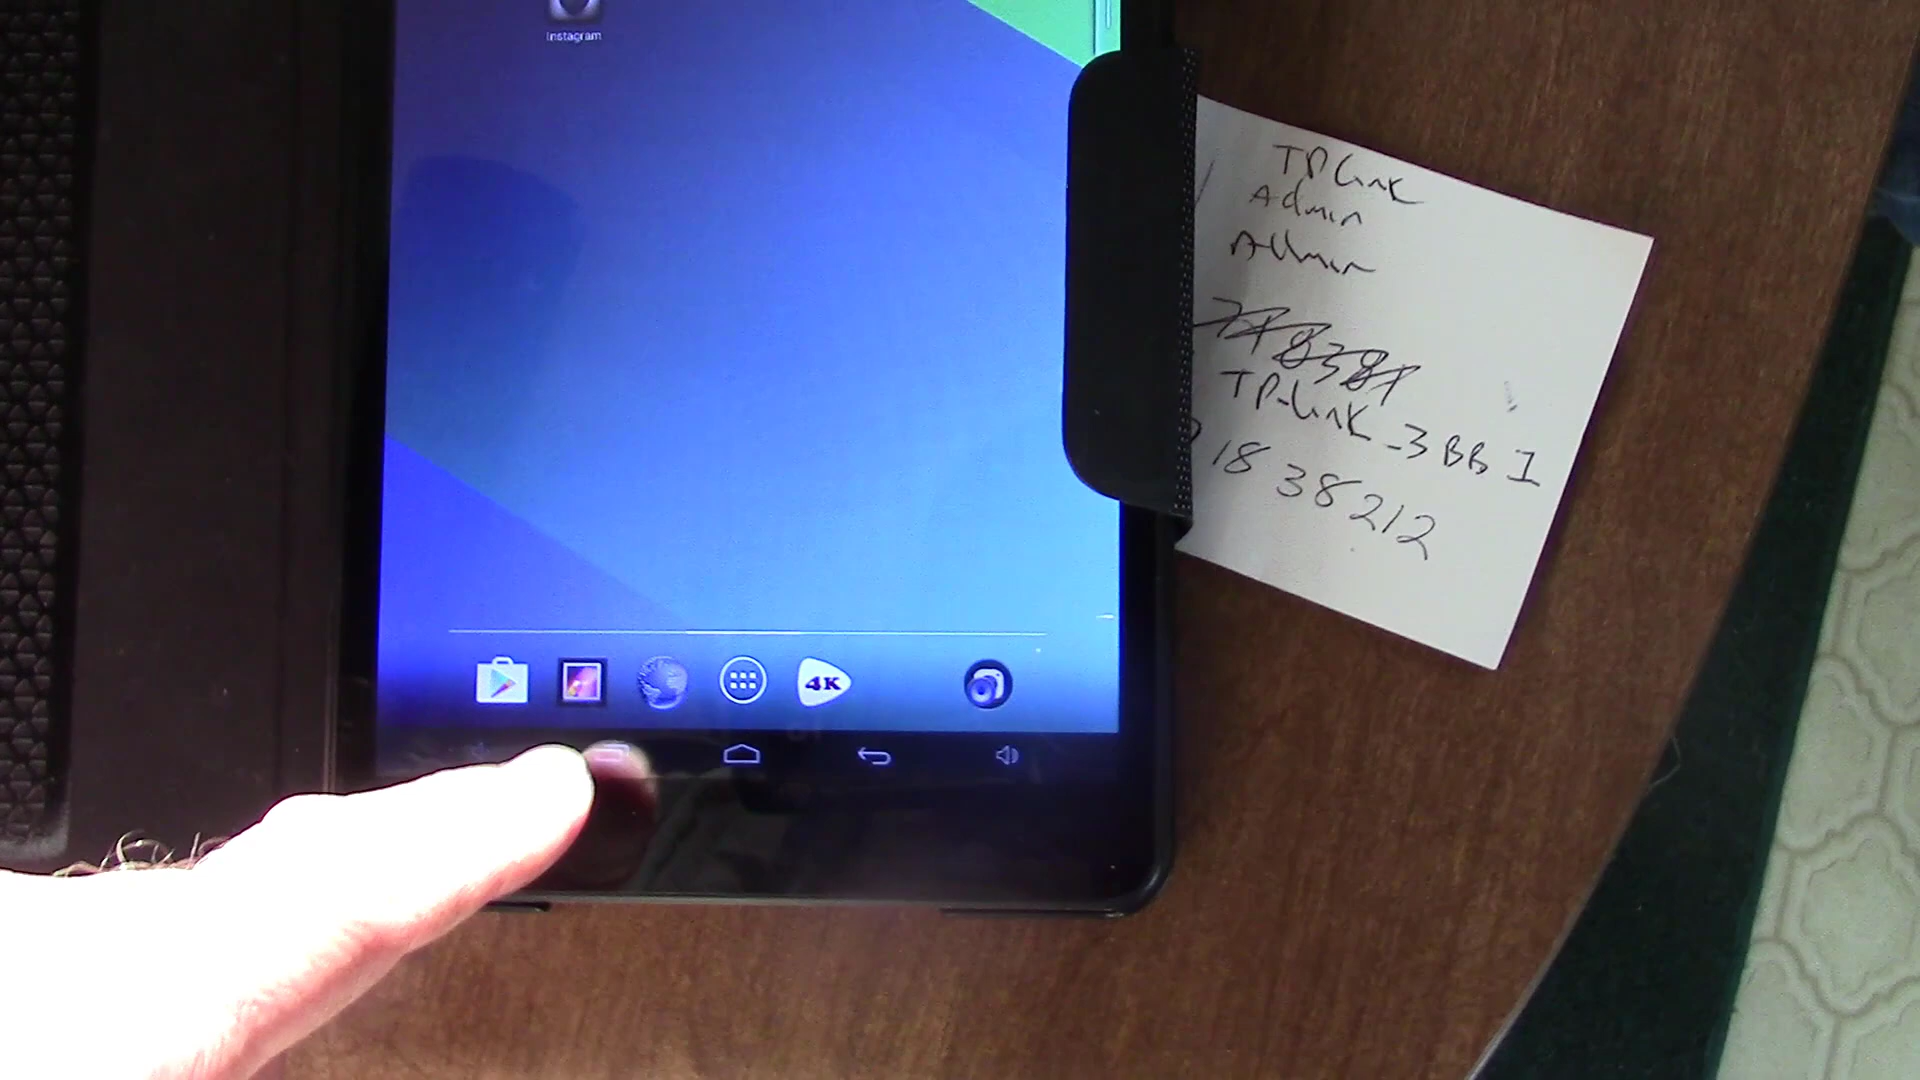 Instagram
4K
TPLink
Admin
Admin
TP-Link_3BB1
18 38212